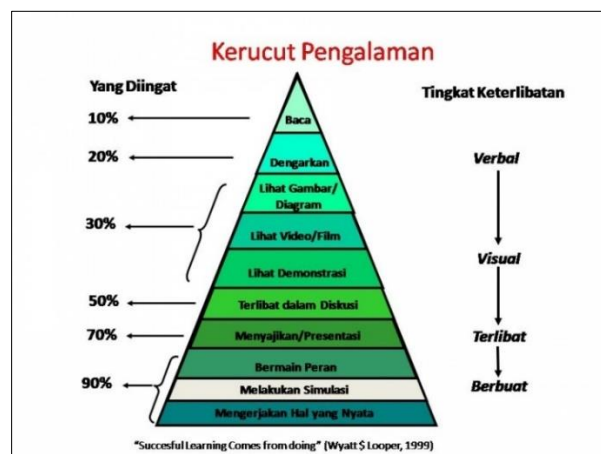 Kerucut Pengalaman
Yang Diingat
Tingkat Keterlibatan
10%
Baca
20%
Dengarkan
Verbal
30%
Lihat Gambar/
Diagram
Lihat Video/Film
Lihat Demonstrasi
Visual
50%
Terlibat dalam Diskusi
70%
Menyajikan/Presentasi
Terlibat
90%
Bermain Peran
Melakukan Simulasi
Mengerjakan Hal yang Nyata
Berbuat
"Succesful Learning Comes from doing" (Wyatt $ Looper, 1999)